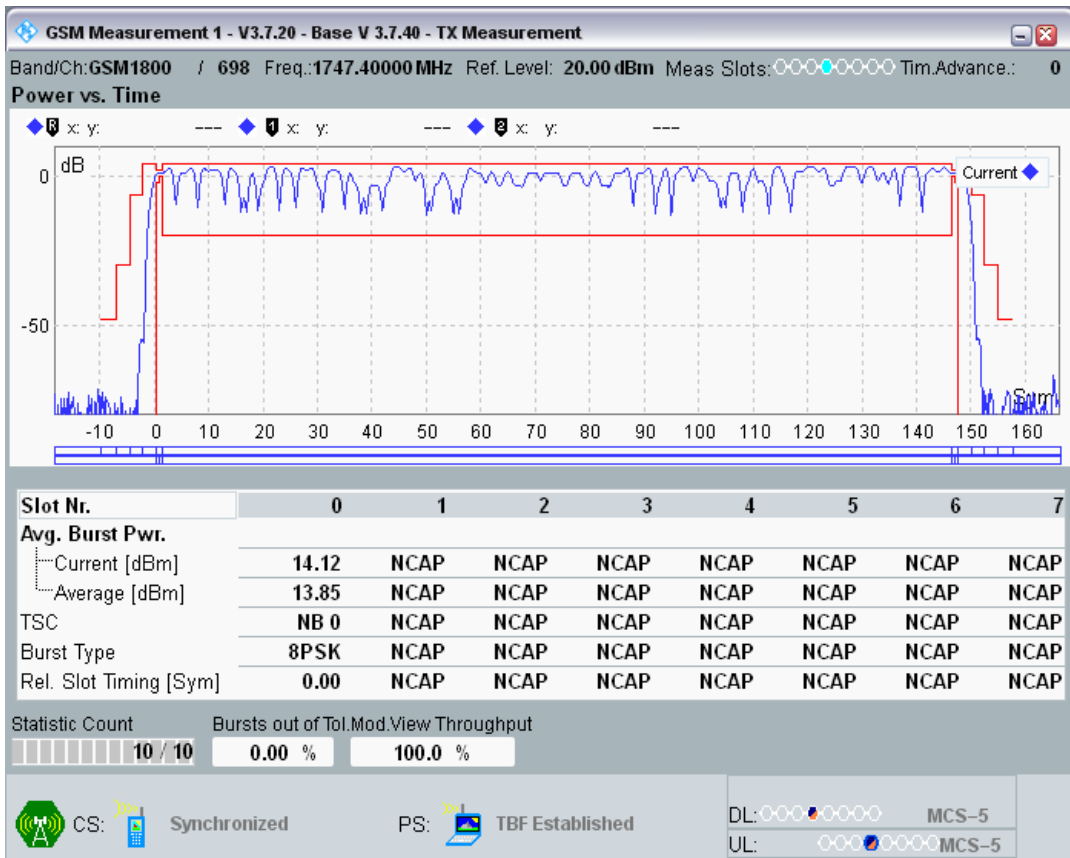 GSM Measurement 1 - V3.7.20 - Base V 3.7.40 - TX Measurement
Band/Ch:GSM1800 / 698 Freq.:1747.40000 MHz Ref. Level: 20.00 dBm Meas Slots: Tim.Advance.: 0
Power vs. Time
R x: y: --- 1 x: y: --- 2 x: y: ---
dB
Current
0
-50
Sym
-10 0 10 20 30 40 50 60 70 80 90 100 110 120 130 140 150 160
Slot Nr. 0 1 2 3 4 5 6 7
Avg. Burst Pwr.
Current [dBm] 14.12 NCAP NCAP NCAP NCAP NCAP NCAP NCAP
Average [dBm] 13.85 NCAP NCAP NCAP NCAP NCAP NCAP NCAP
TSC NB 0 NCAP NCAP NCAP NCAP NCAP NCAP NCAP
Burst Type 8PSK NCAP NCAP NCAP NCAP NCAP NCAP NCAP
Rel. Slot Timing [Sym] 0.00 NCAP NCAP NCAP NCAP NCAP NCAP NCAP
Statistic Count Bursts out of Tol.Mod.View Throughput
10 / 10 0.00 % 100.0 %
CS: Synchronized PS: TBF Established DL: MCS-5
UL: MCS-5